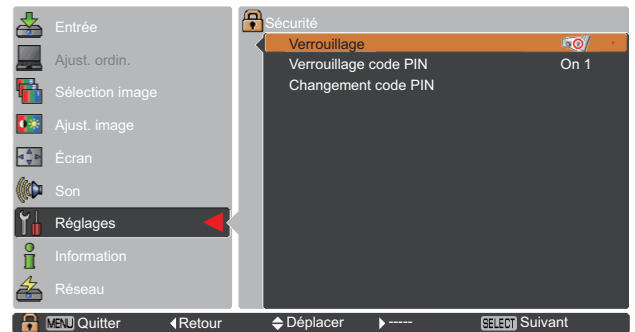 Entrée
Ajust. ordin.
Sélection image
Ajust. image
Écran
Son
Réglages
Information
Réseau
Sécurité
Verrouillage
Verrouillage code PIN On 1
Changement code PIN
MENU Quitter Retour Déplacer ----- SELECT Suivant